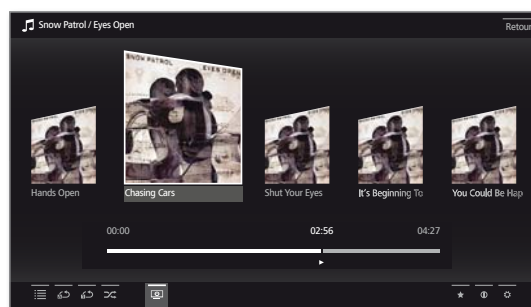 Snow Patrol / Eyes Open
Retour
SNOW PATROL EYES OPEN
Hands Open
Chasing Cars
Shut Your Eyes
It's Beginning To
You Could Be Hap
00:00 02:56 04:27